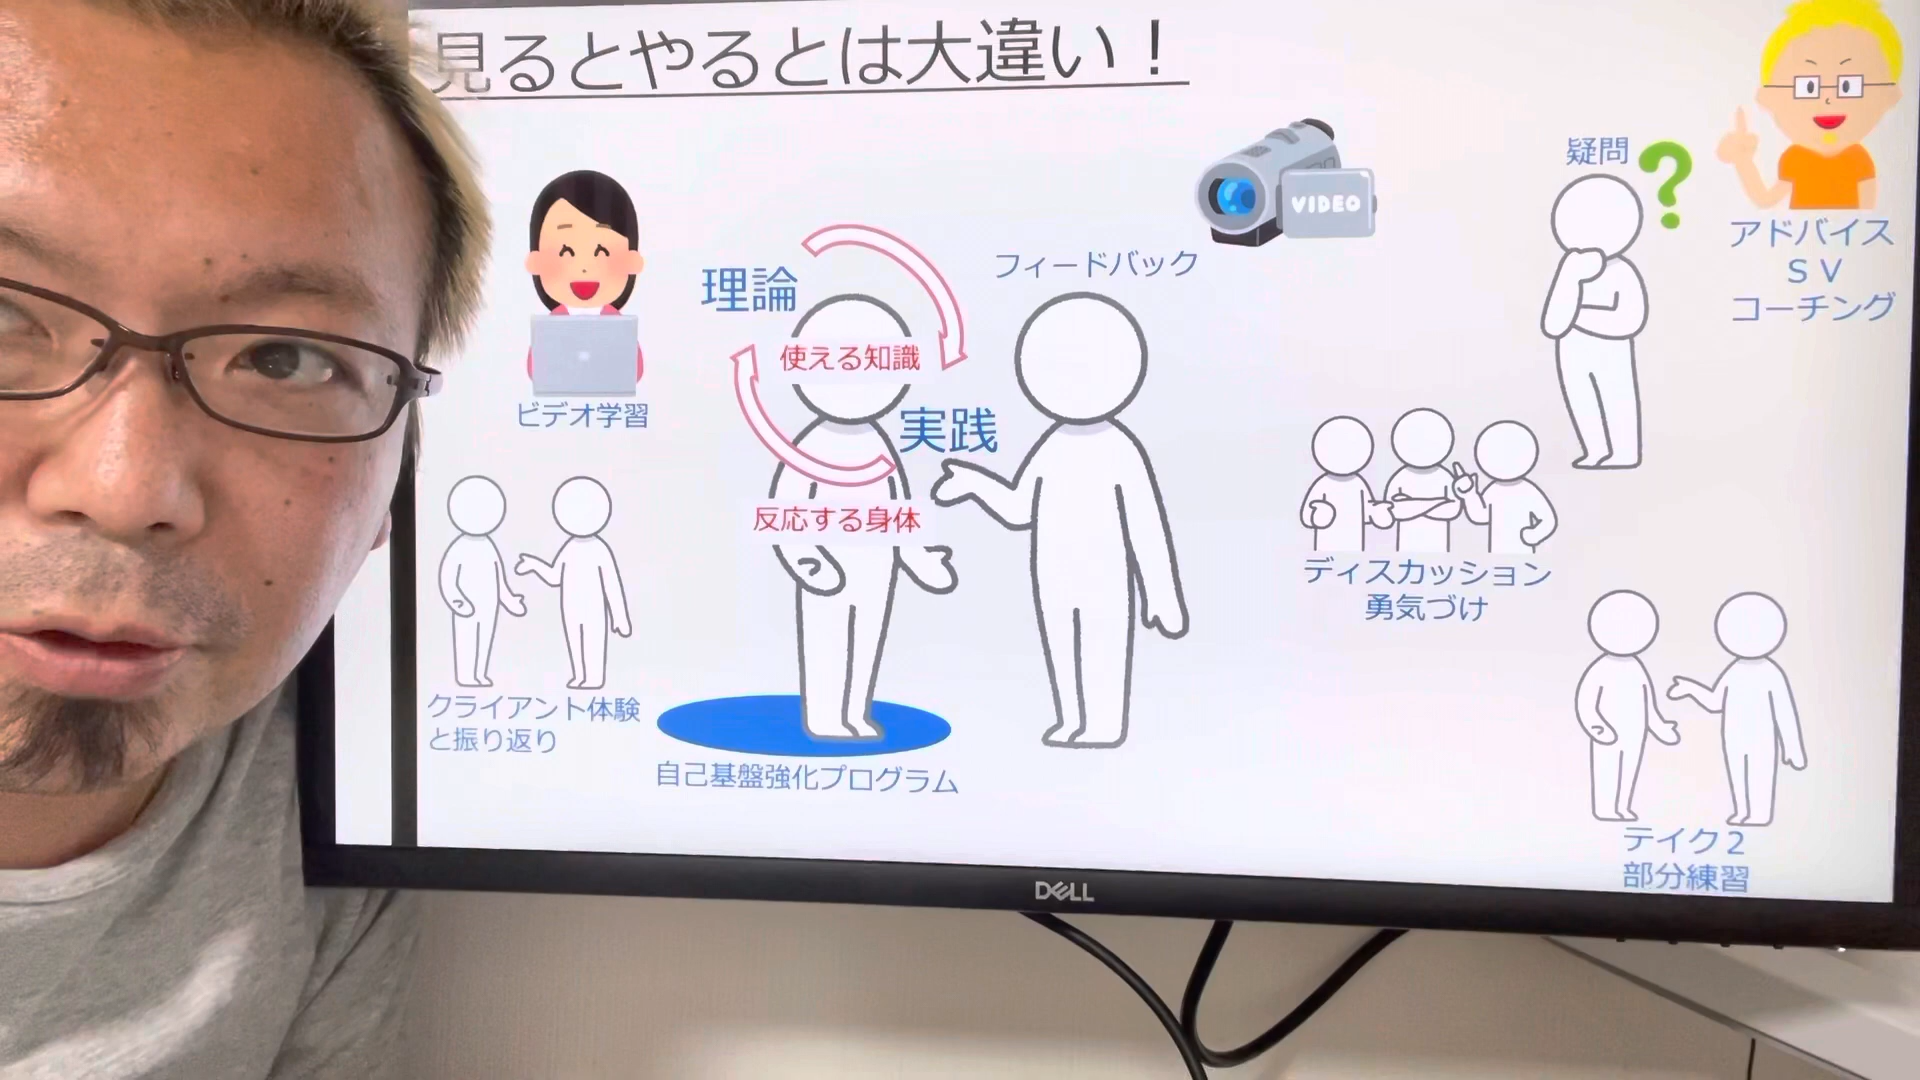 見るとやるとは大違い！
疑問
VIDEO
アドバイス
ＳＶ
コーチング
フィードバック
理論
使える知識
実践
ビデオ学習
反応する身体
ディスカッション
勇気づけ
クライアント体験
と振り返り
自己基盤強化プログラム
テイク２
部分練習
DELL